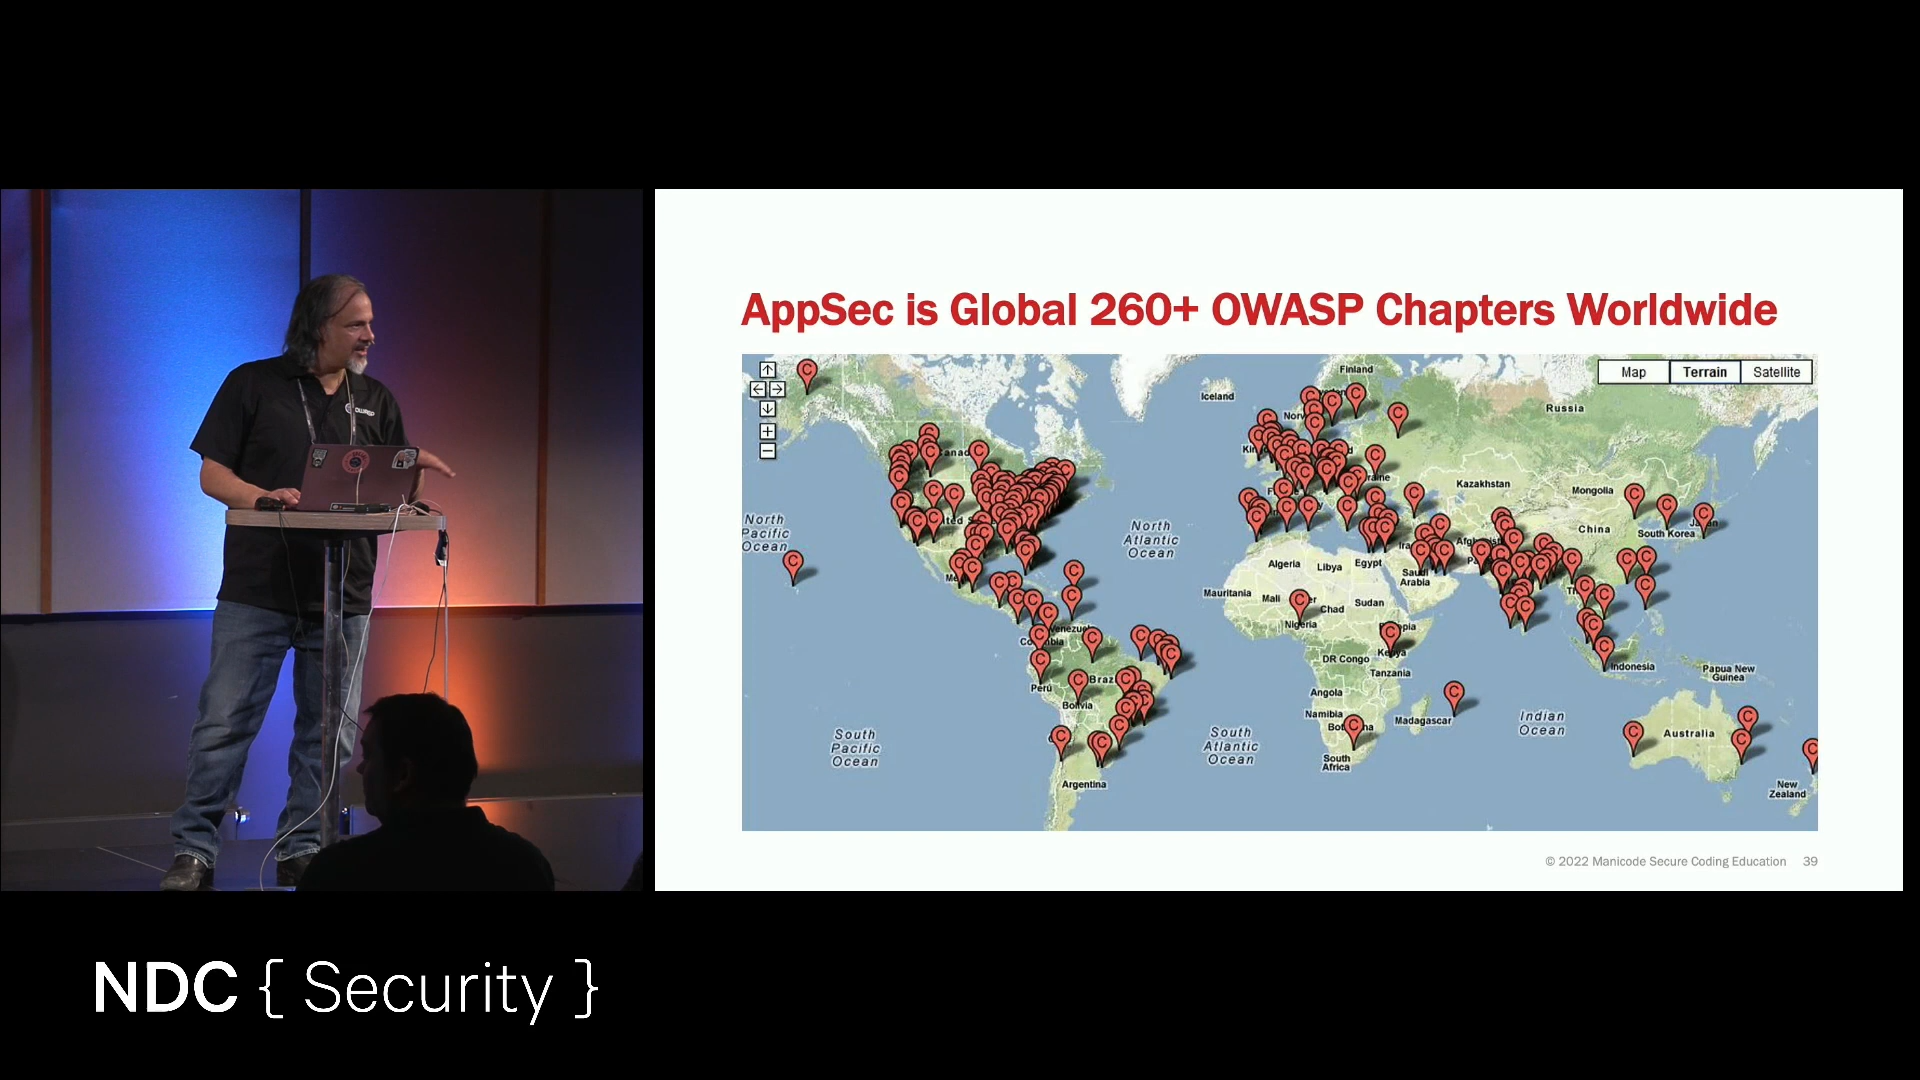 OWASP
AppSec is Global 260+ OWASP Chapters Worldwide
Map Terrain Satellite
Finland
Iceland
Russia
Kazakhstan
Mongolia
China
South Korea
North
Pacific
Ocean
North
Atlantic
Ocean
Algeria
Libya
Egypt
Saudi
Arabia
Mauritania
Mali
Chad
Sudan
Nigeria
DR Congo
Kenya
Tanzania
Indonesia
Papua New
Guinea
Peru
Bolivia
Angola
Namibia
Madagascar
South
Pacific
Ocean
South
Atlantic
Ocean
Indian
Ocean
Australia
South
Africa
Argentina
New
Zealand
© 2022 Manicode Secure Coding Education 39
NDC { Security }